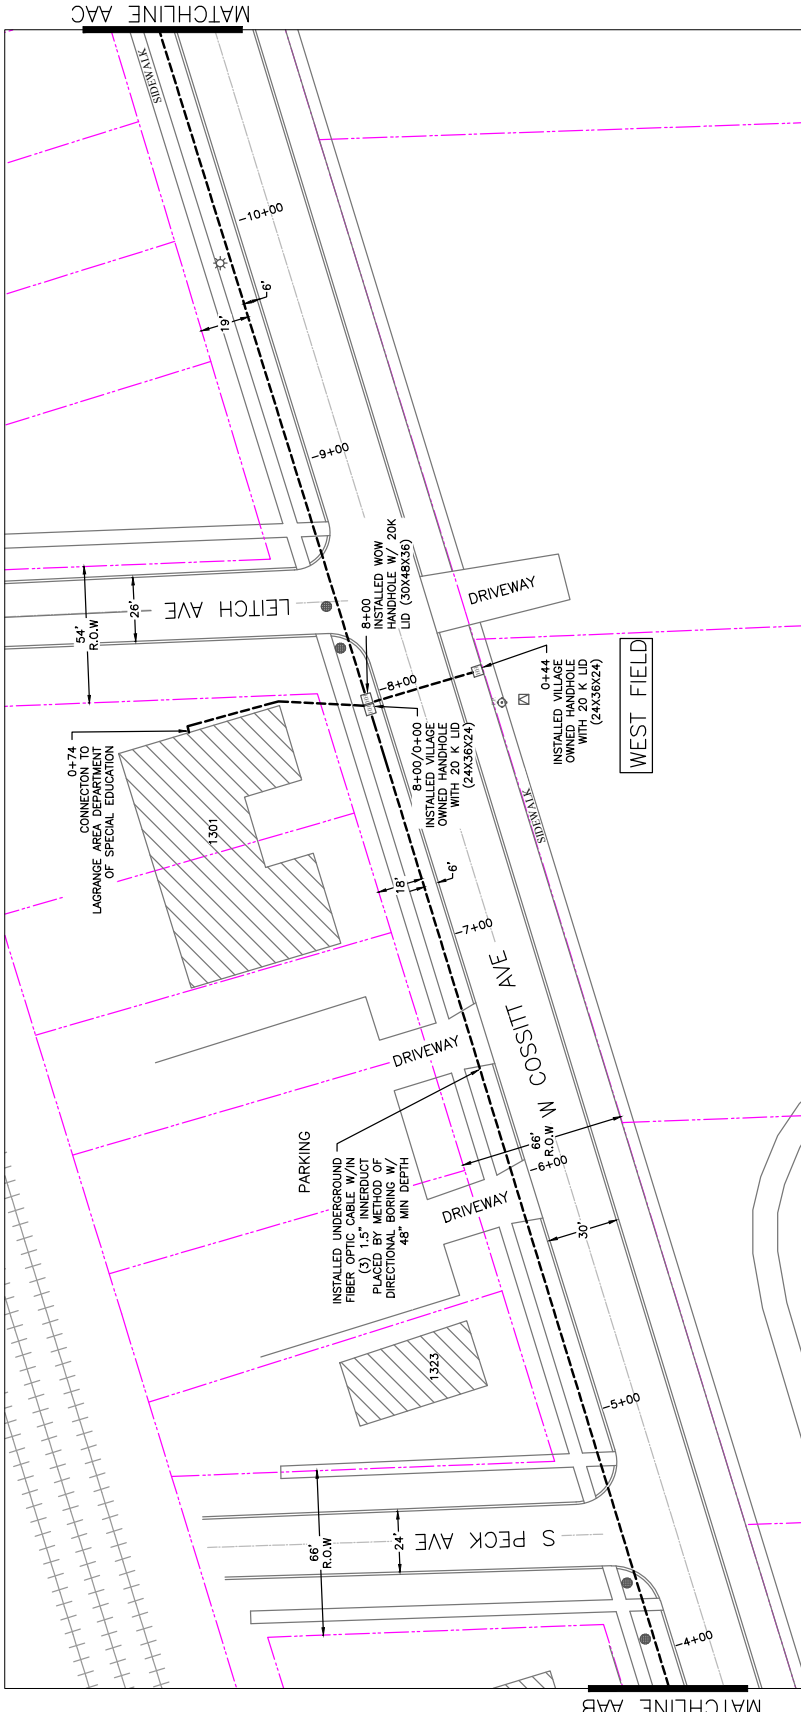 MATCHLINE AAC
SIDEWALK
-10+00
6'
19'
-9+00
54'
R.O.W
26'
LEITCH AVE
8+00
INSTALLED WOW
HANDHOLE W/ 20K
LID (30X48X36)
DRIVEWAY
-8+00
0+44
INSTALLED VILLAGE
OWNED HANDHOLE
WITH 20 K LID
(24X36X24)
WEST FIELD
8+00/0+00
INSTALLED VILLAGE
OWNED HANDHOLE
WITH 20 K LID
(24X36X24)
0+74
CONNECTON TO
LAGRANGE AREA DEPARTMENT
OF SPECIAL EDUCATION
1301
SIDEWALK
18'
6'
-7+00
W COSSITT AVE
DRIVEWAY
PARKING
INSTALLED UNDERGROUND
FIBER OPTIC CABLE W/IN
(3) 1.5" INNERDUCT
PLACED BY METHOD OF
DIRECTIONAL BORING W/
48" MIN DEPTH
66'
R.O.W
-6+00
DRIVEWAY
30'
1323
-5+00
66'
R.O.W
24'
S PECK AVE
-4+00
MATCHLINE AAB